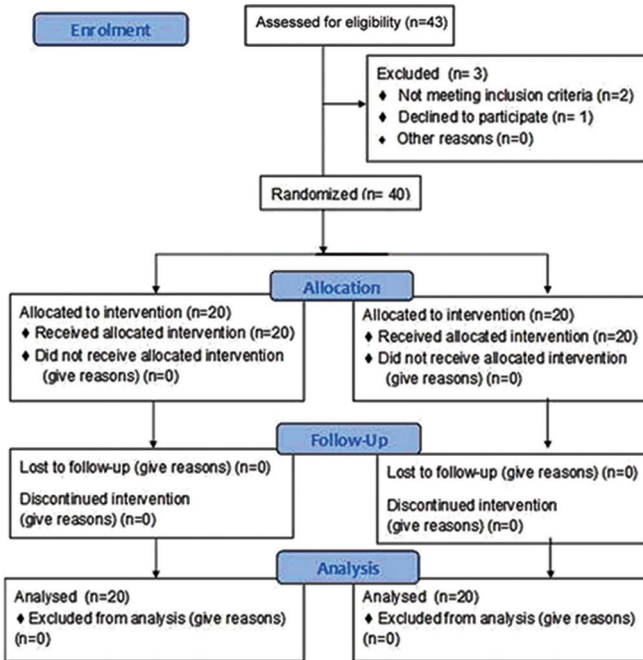 Enrolment
Assessed for eligibility (n=43)
Excluded (n= 3)
♦ Not meeting inclusion criteria (n=2)
♦ Declined to participate (n= 1)
♦ Other reasons (n=0)
Randomized (n= 40)
Allocation
Allocated to intervention (n=20)
♦ Received allocated intervention (n=20)
♦ Did not receive allocated intervention
(give reasons) (n=0)
Allocated to intervention (n=20)
♦ Received allocated intervention (n=20)
♦ Did not receive allocated intervention
(give reasons) (n=0)
Follow-Up
Lost to follow-up (give reasons) (n=0)
Discontinued intervention
(give reasons) (n=0)
Lost to follow-up (give reasons) (n=0)
Discontinued intervention
(give reasons) (n=0)
Analysis
Analysed (n=20)
♦ Excluded from analysis (give reasons)
(n=0)
Analysed (n=20)
♦ Excluded from analysis (give reasons)
(n=0)